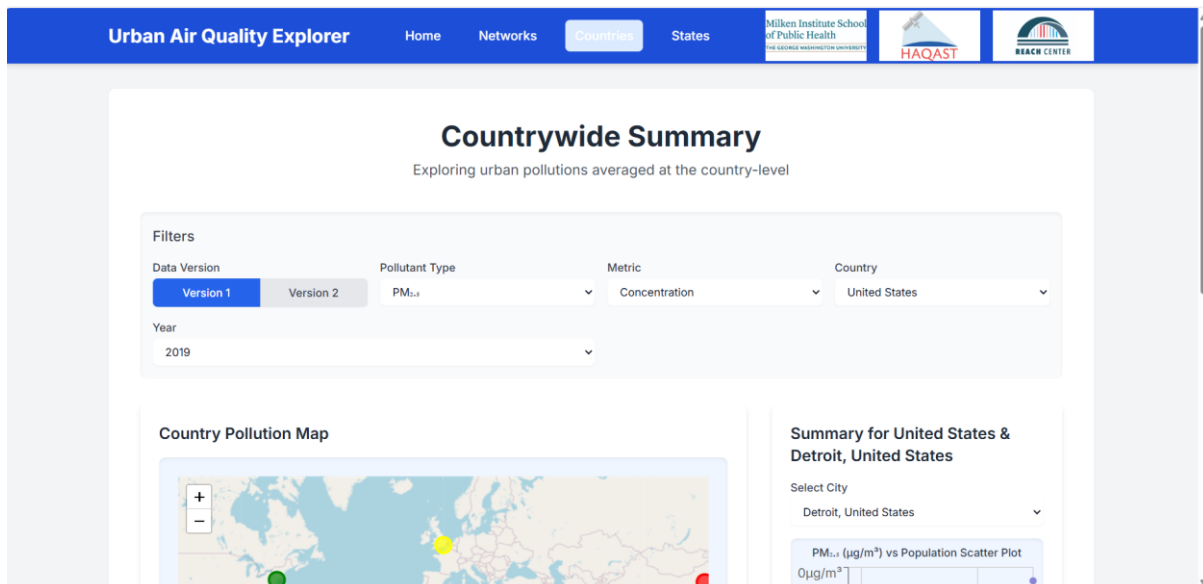 Urban Air Quality Explorer
Home
Networks
Countries
States
Milken Institute School
of Public Health
THE GEORGE WASHINGTON UNIVERSITY
HAQAST
REACH CENTER
Countrywide Summary
Exploring urban pollutions averaged at the country-level
Filters
Data Version
Version 1
Version 2
Pollutant Type
PM₂.₅
Metric
Concentration
Country
United States
Year
2019
Country Pollution Map
+
−
Summary for United States &
Detroit, United States
Select City
Detroit, United States
PM₂.₅ (μg/m³) vs Population Scatter Plot
0μg/m³